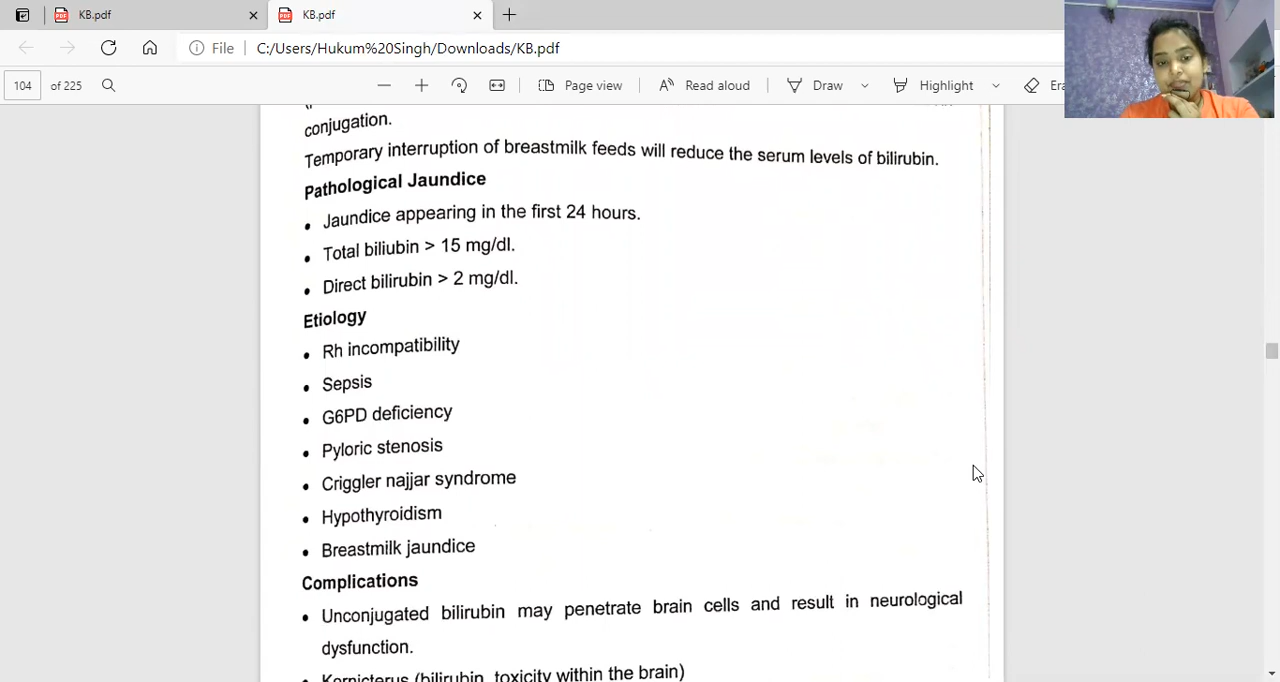 KB.pdf
KB.pdf
File C:/Users/Hukum%20Singh/Downloads/KB.pdf
104 of 225 Page view Read aloud Draw Highlight Era
conjugation.
Temporary interruption of breastmilk feeds will reduce the serum levels of bilirubin.
Pathological Jaundice
• Jaundice appearing in the first 24 hours.
• Total biliubin > 15 mg/dl.
• Direct bilirubin > 2 mg/dl.
Etiology
• Rh incompatibility
• Sepsis
• G6PD deficiency
• Pyloric stenosis
• Criggler najjar syndrome
• Hypothyroidism
• Breastmilk jaundice
Complications
• Unconjugated bilirubin may penetrate brain cells and result in neurological
dysfunction.
• Kernicterus (bilirubin, toxicity within the brain)